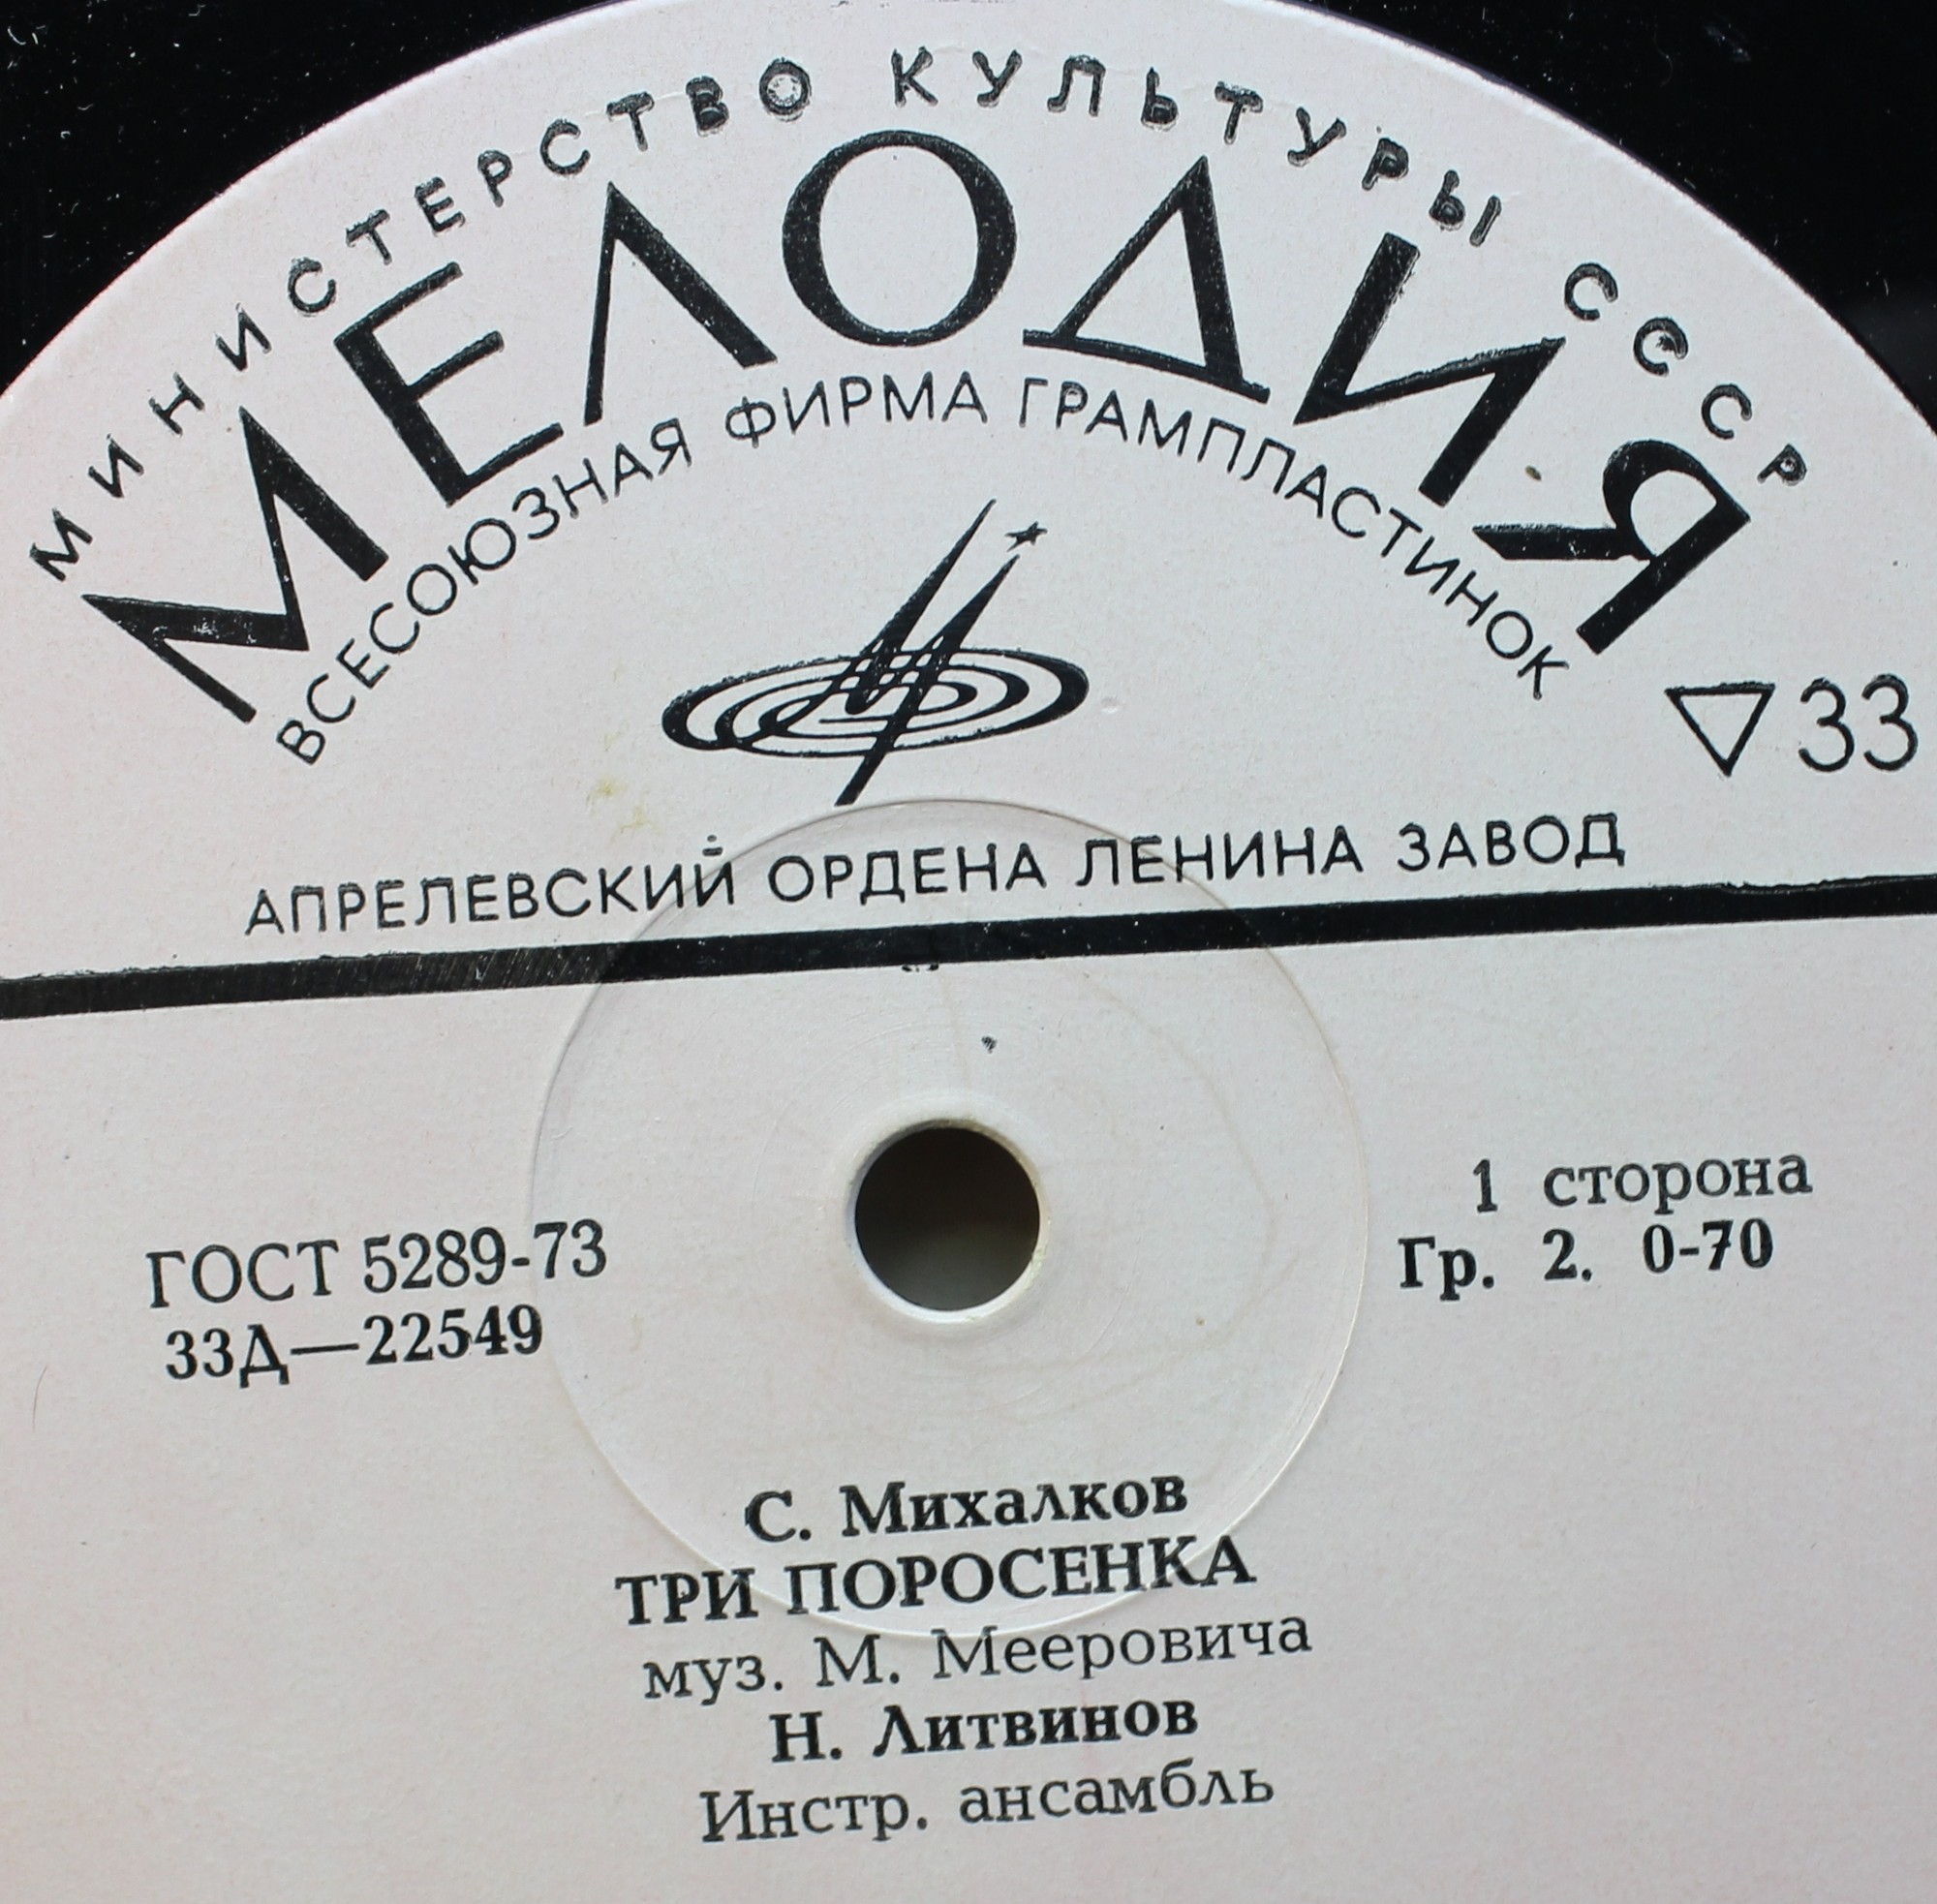 МИНИСТЕРСТВО КУЛЬТУРЫ СССР
МЕЛОДИЯ
ВСЕСОЮЗНАЯ ФИРМА ГРАМПЛАСТИНОК
▽33
АПРЕЛЕВСКИЙ ОРДЕНА ЛЕНИНА ЗАВОД
ГОСТ 5289-73
33Д—22549
1 сторона
Гр. 2. 0-70
С. Михалков
ТРИ ПОРОСЕНКА
муз. М. Мееровича
Н. Литвинов
Инстр. ансамбль